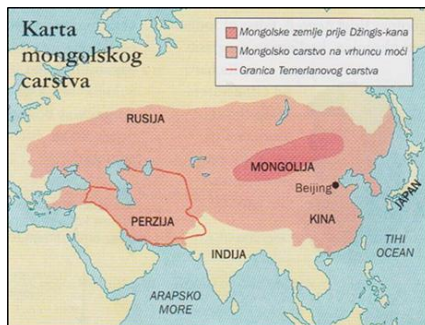 Karta
mongolskog
carstva
Mongolske zemlje prije Džingis-kana
Mongolsko carstvo na vrhuncu moći
Granica Temerlanovog carstva
RUSIJA
MONGOLIJA
Beijing
JAPAN
PERZIJA
KINA
INDIJA
TIHI
OCEAN
ARAPSKO
MORE